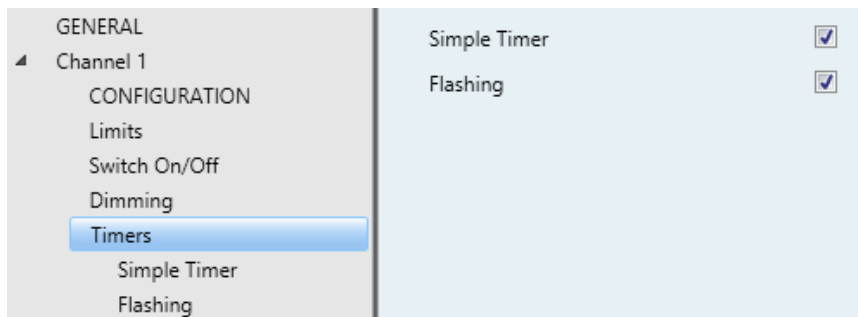 GENERAL
Channel 1
CONFIGURATION
Limits
Switch On/Off
Dimming
Timers
Simple Timer
Flashing
Simple Timer
Flashing